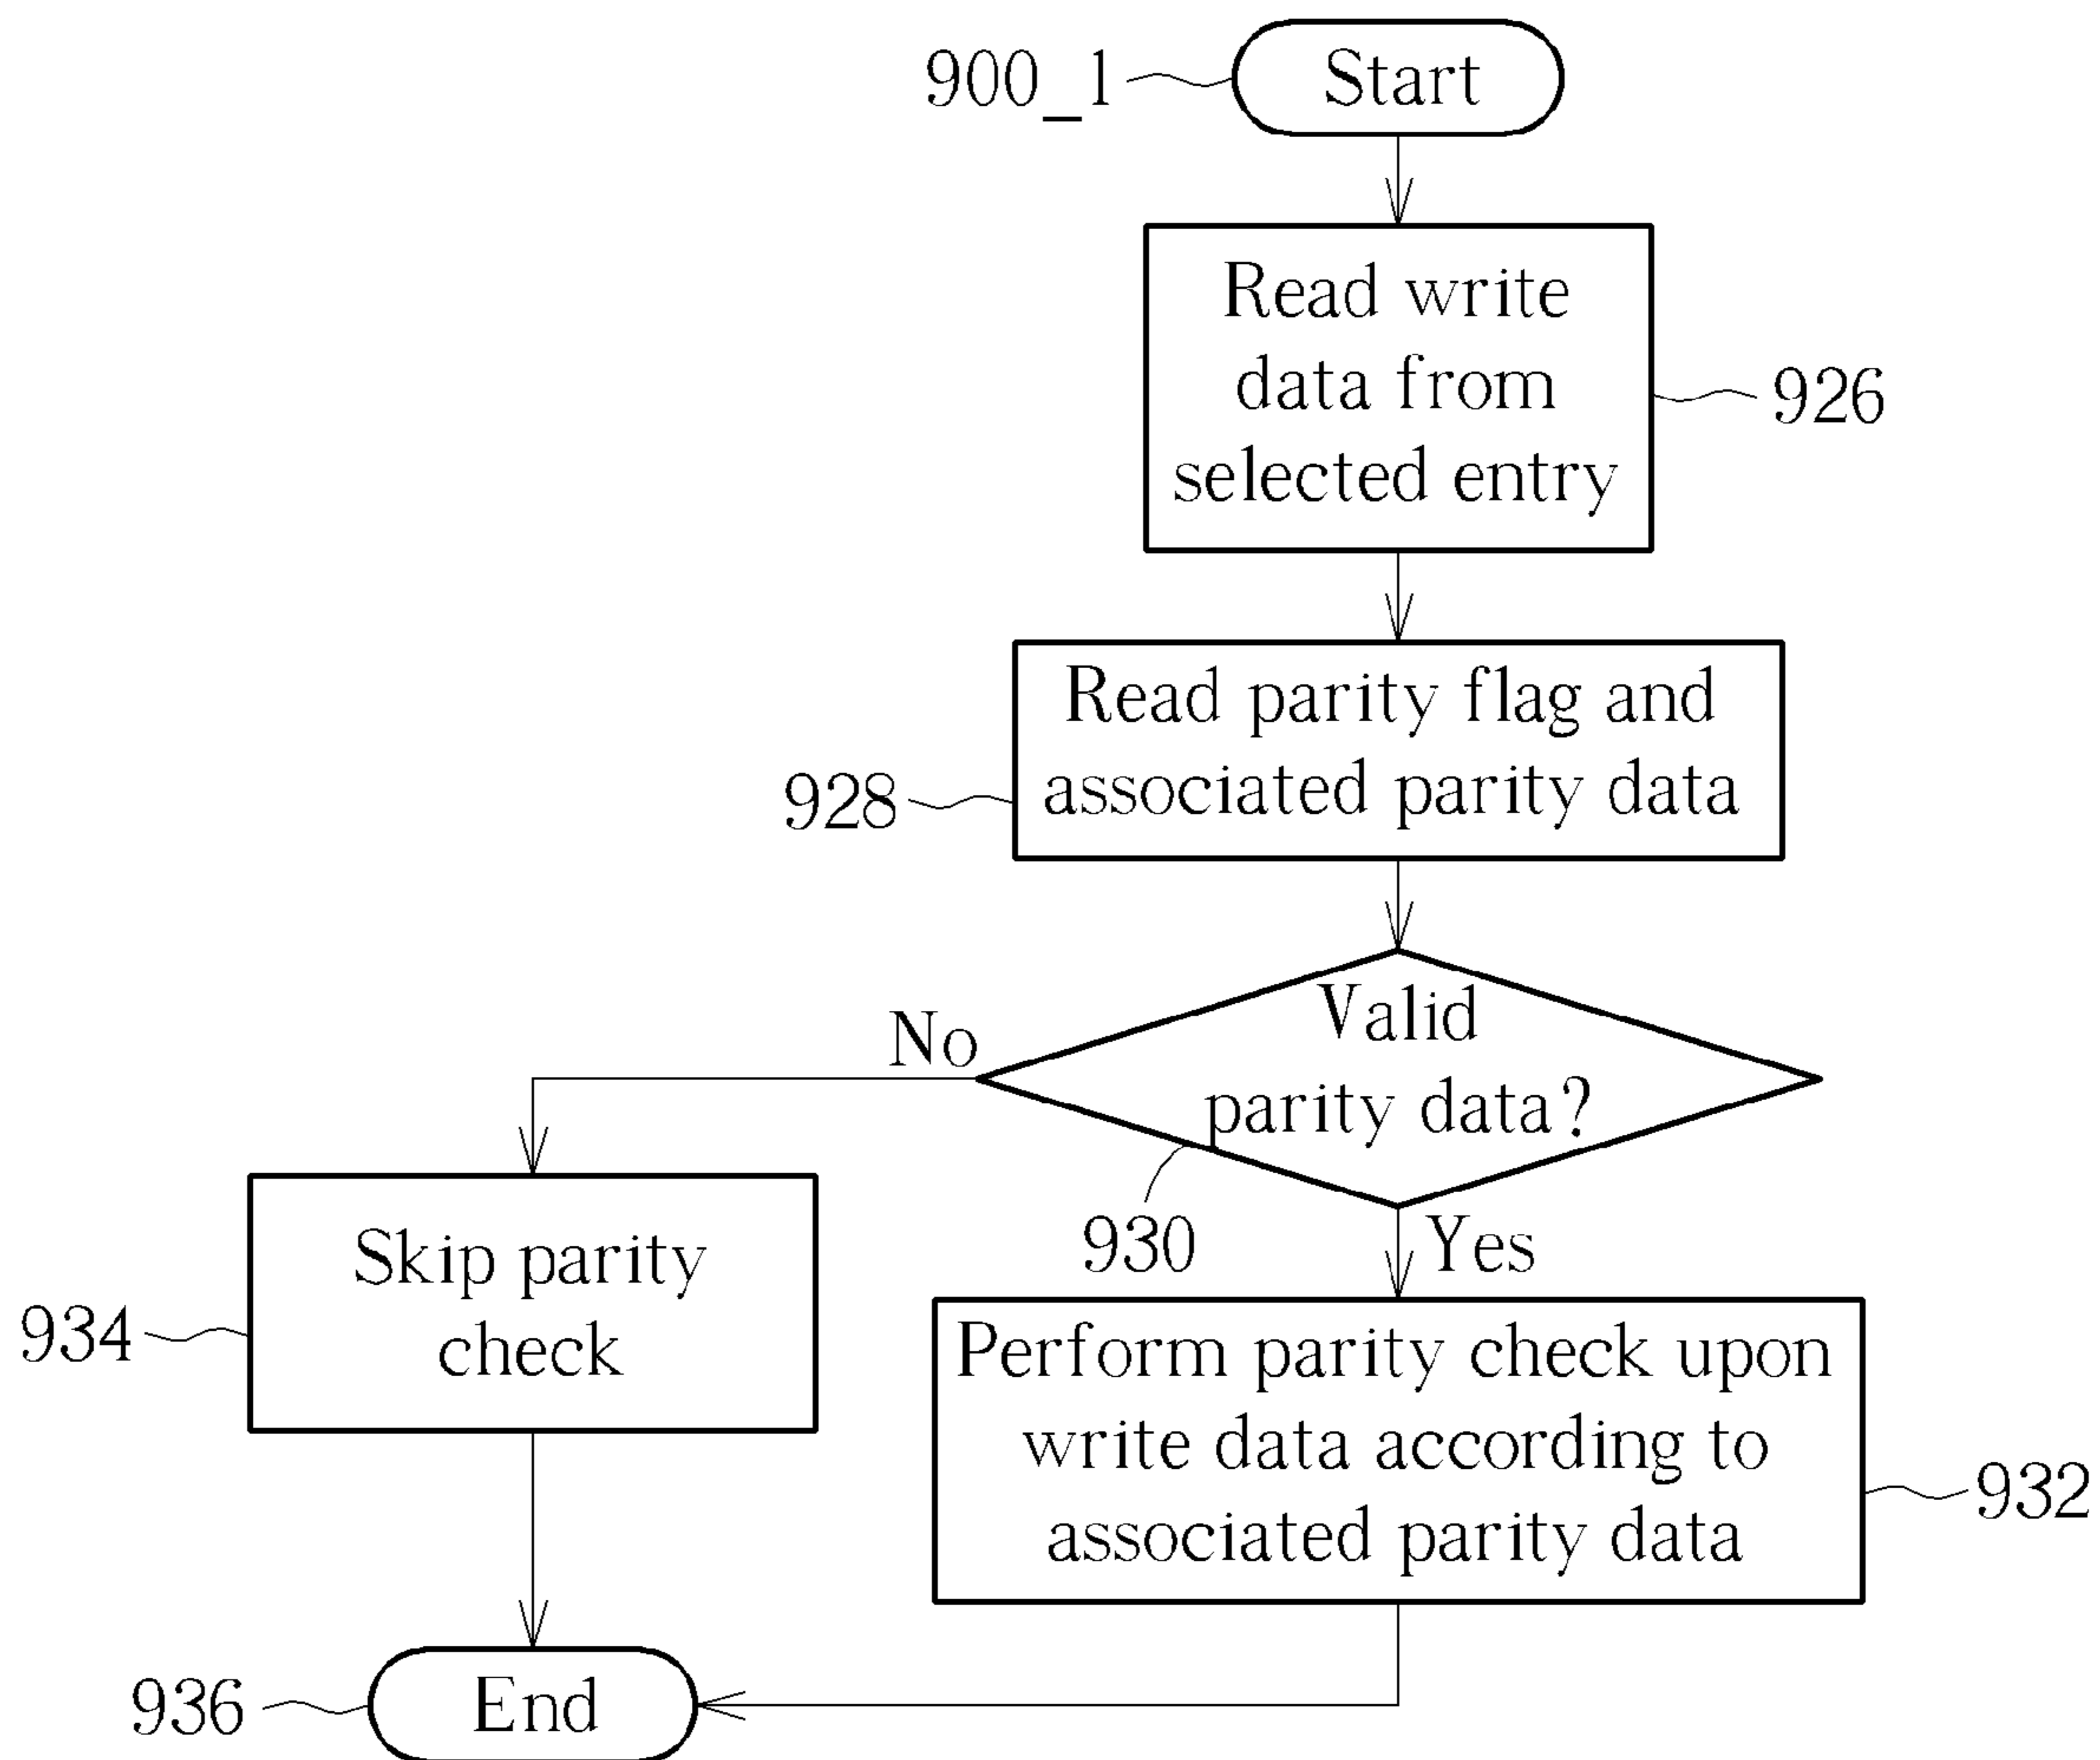 900_1
Start
Read write
data from
selected entry
926
Read parity flag and
associated parity data
928
Valid
parity data?
No
930
Yes
Skip parity
check
934
Perform parity check upon
write data according to
associated parity data
932
936
End